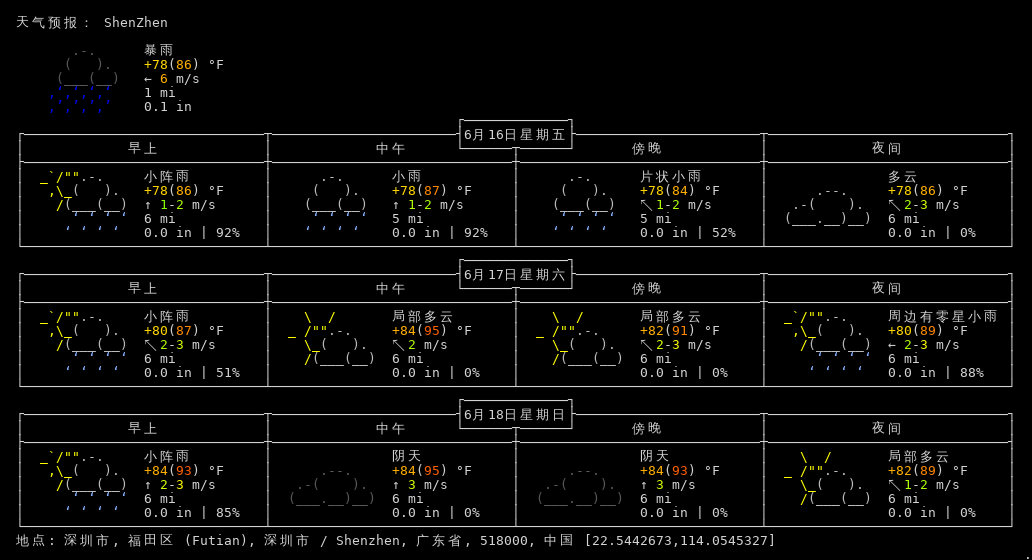 天气预报： ShenZhen
暴雨
+78(86) °F
← 6 m/s
1 mi
0.1 in
6月16日星期五
早上 中午 傍晚 夜间
小阵雨 小雨 片状小雨 多云
+78(86) °F +78(87) °F +78(84) °F +78(86) °F
↑ 1-2 m/s ↑ 1-2 m/s ↖ 1-2 m/s ↖ 2-3 m/s
6 mi 5 mi 5 mi 6 mi
0.0 in | 92% 0.0 in | 92% 0.0 in | 52% 0.0 in | 0%
6月17日星期六
早上 中午 傍晚 夜间
小阵雨 局部多云 局部多云 周边有零星小雨
+80(87) °F +84(95) °F +82(91) °F +80(89) °F
↖ 2-3 m/s ↖ 2 m/s ↖ 2-3 m/s ← 2-3 m/s
6 mi 6 mi 6 mi 6 mi
0.0 in | 51% 0.0 in | 0% 0.0 in | 0% 0.0 in | 88%
6月18日星期日
早上 中午 傍晚 夜间
小阵雨 阴天 阴天 局部多云
+84(93) °F +84(95) °F +84(93) °F +82(89) °F
↑ 2-3 m/s ↑ 3 m/s ↑ 3 m/s ↖ 1-2 m/s
6 mi 6 mi 6 mi 6 mi
0.0 in | 85% 0.0 in | 0% 0.0 in | 0% 0.0 in | 0%
地点: 深圳市, 福田区 (Futian), 深圳市 / Shenzhen, 广东省, 518000, 中国 [22.5442673,114.0545327]